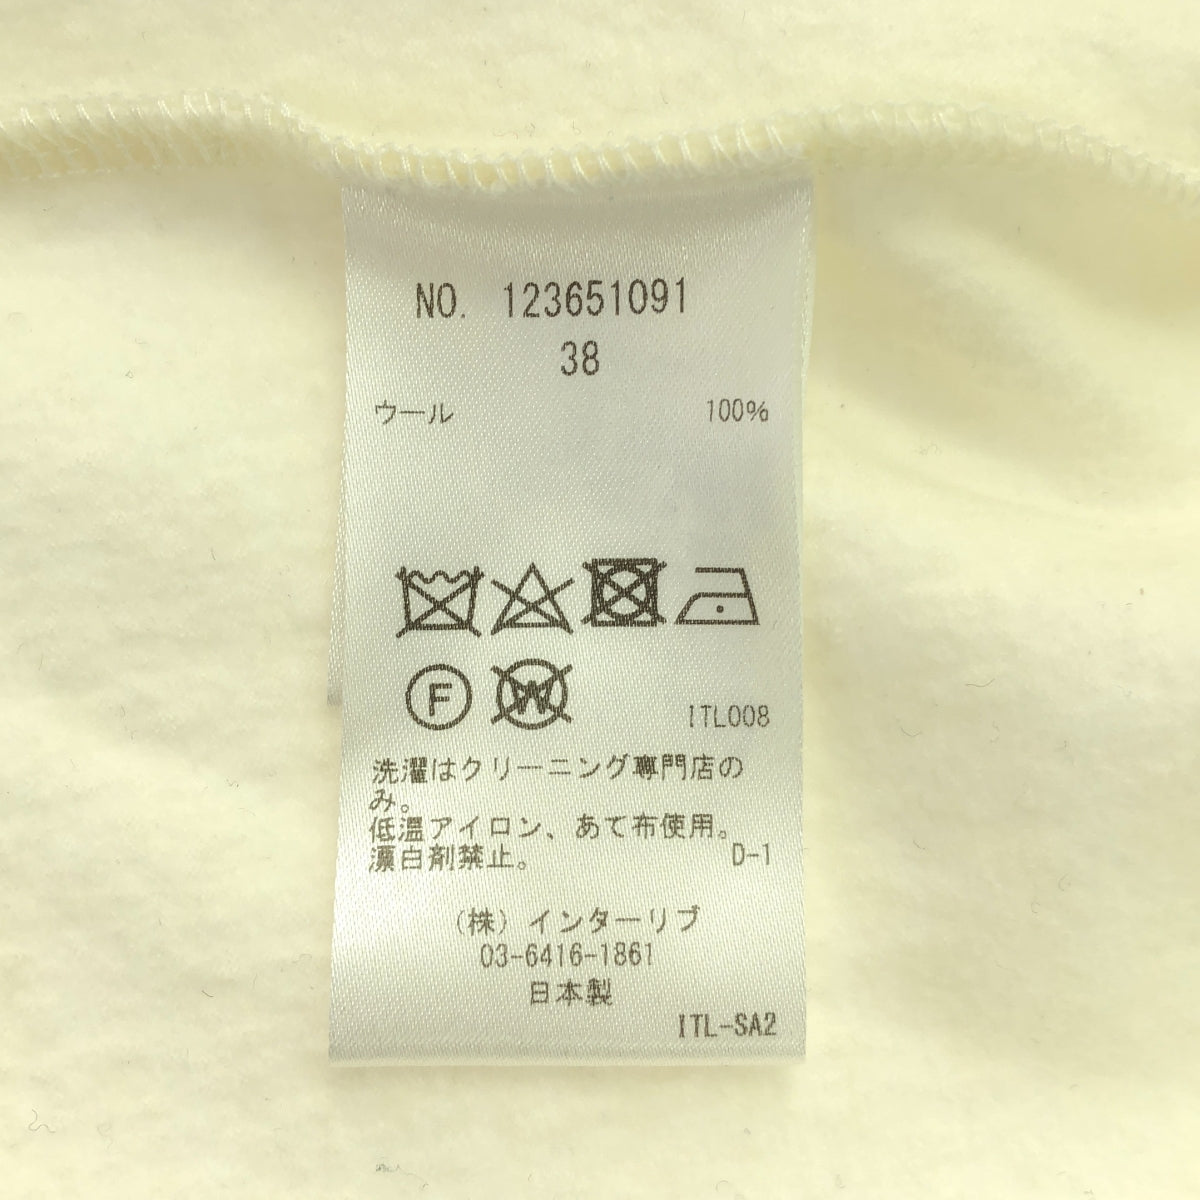 NO. 123651091
38
ウール 100%
F W ITL008
洗濯はクリーニング専門店の
み。
低温アイロン、あて布使用。
漂白剤禁止。 D-1
（株）インターリブ
03-6416-1861
日本製
ITL-SA2